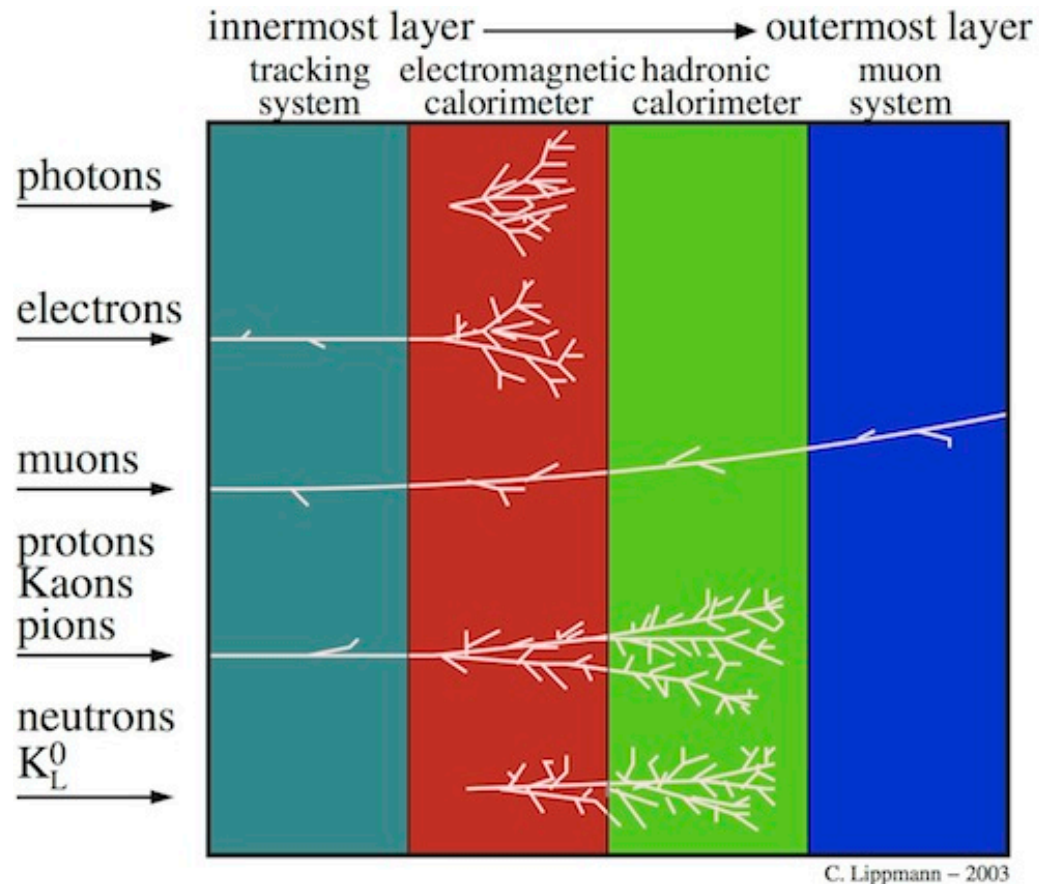 innermost layer outermost layer
tracking electromagnetic hadronic muon
system calorimeter calorimeter system
photons
electrons
muons
protons
Kaons
pions
neutrons
K⁰_L
C. Lippmann – 2003